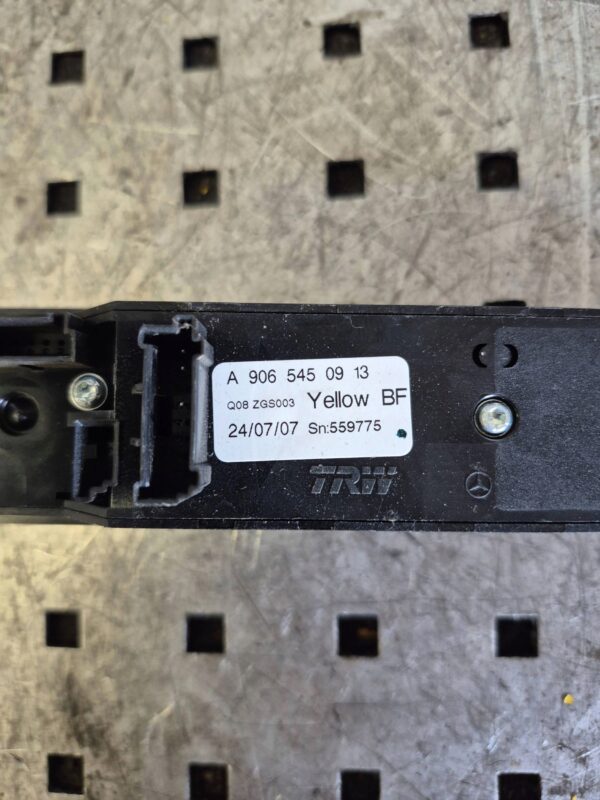 A 906 545 09 13
Q08 ZGS003 Yellow BF
24/07/07 Sn:559775
TRW